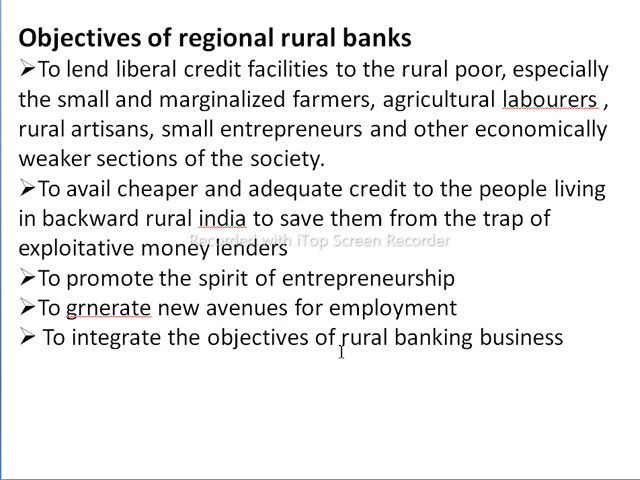 Objectives of regional rural banks
➢To lend liberal credit facilities to the rural poor, especially
the small and marginalized farmers, agricultural labourers ,
rural artisans, small entrepreneurs and other economically
weaker sections of the society.
➢To avail cheaper and adequate credit to the people living
in backward rural india to save them from the trap of
exploitative money lenders
Recorded with iTop Screen Recorder
➢To promote the spirit of entrepreneurship
➢To grnerate new avenues for employment
➢ To integrate the objectives of rural banking business